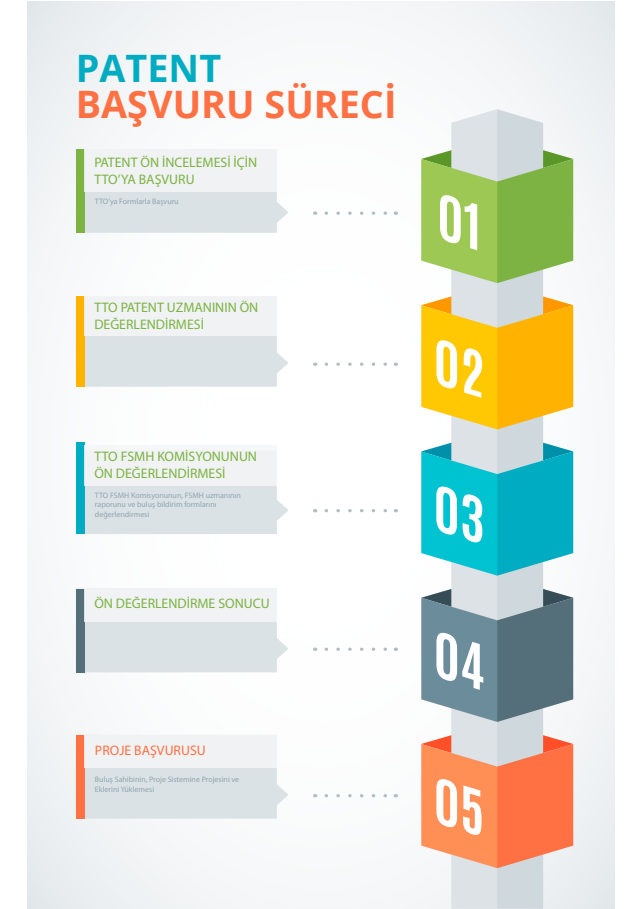 PATENT
BAŞVURU SÜRECİ
PATENT ÖN İNCELEMESİ İÇİN
TTO'YA BAŞVURU
TTO'ya Formlarla Başvuru
01
TTO PATENT UZMANININ ÖN
DEĞERLENDİRMESİ
02
TTO FSMH KOMİSYONUNUN
ÖN DEĞERLENDİRMESİ
TTO FSMH Komisyonunun, FSMH uzmanının
raporunu ve buluş bildirim formlarını
değerlendirmesi
03
ÖN DEĞERLENDİRME SONUCU
04
PROJE BAŞVURUSU
Buluş Sahibinin, Proje Sistemine Projesini ve
Eklerini Yüklemesi
05